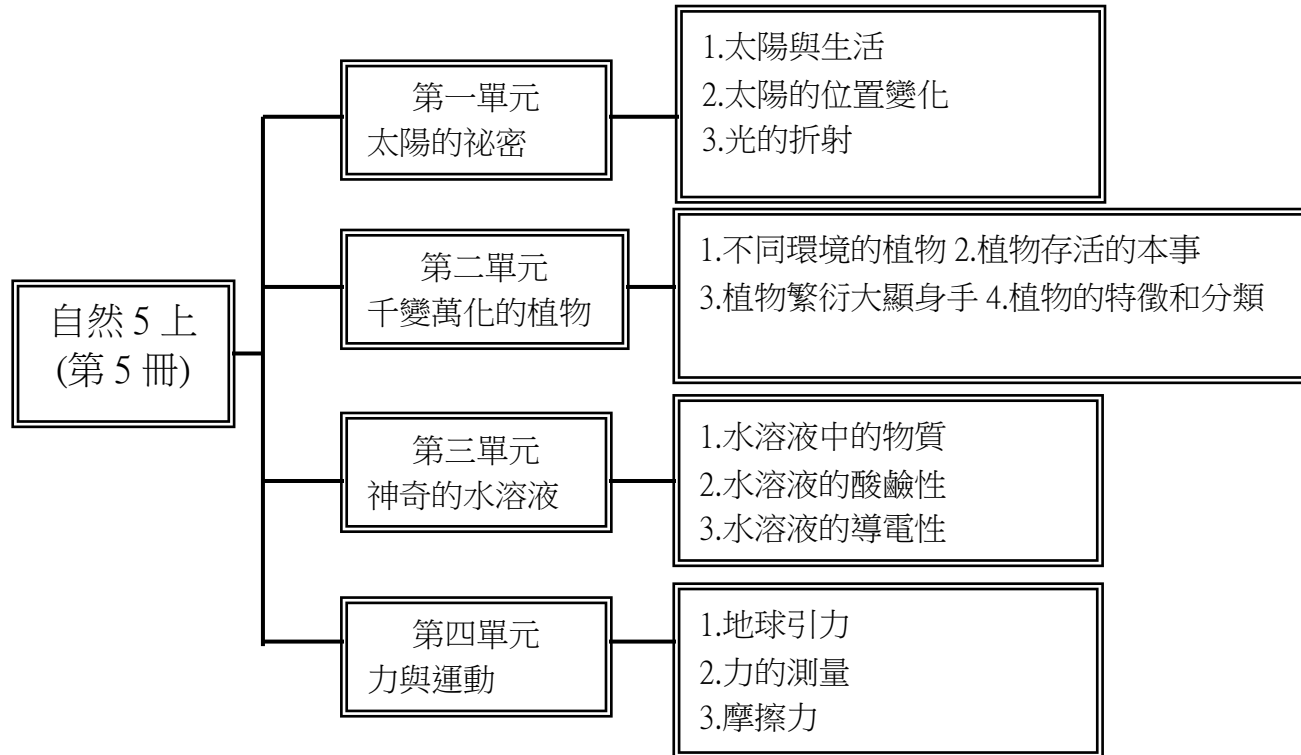 自然 5 上
(第 5 冊)
第一單元
太陽的祕密
1.太陽與生活
2.太陽的位置變化
3.光的折射
第二單元
千變萬化的植物
1.不同環境的植物 2.植物存活的本事
3.植物繁衍大顯身手 4.植物的特徵和分類
第三單元
神奇的水溶液
1.水溶液中的物質
2.水溶液的酸鹼性
3.水溶液的導電性
第四單元
力與運動
1.地球引力
2.力的測量
3.摩擦力